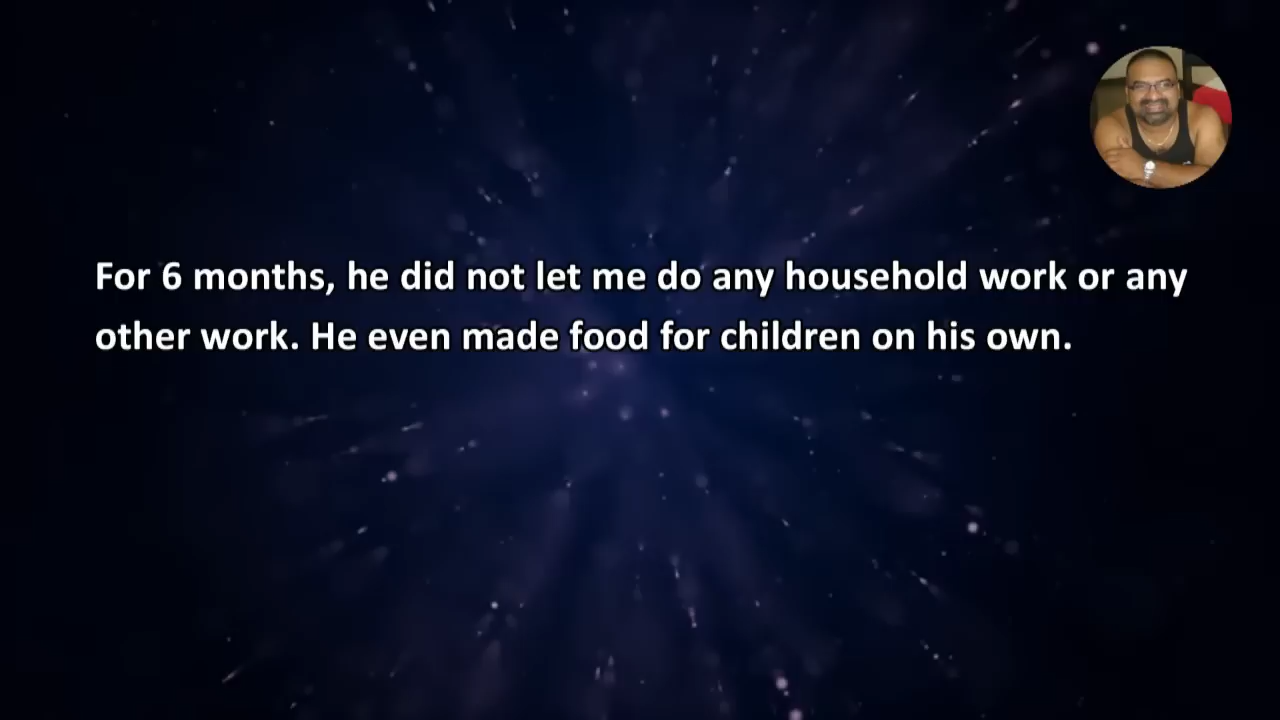 For 6 months, he did not let me do any household work or any
other work. He even made food for children on his own.